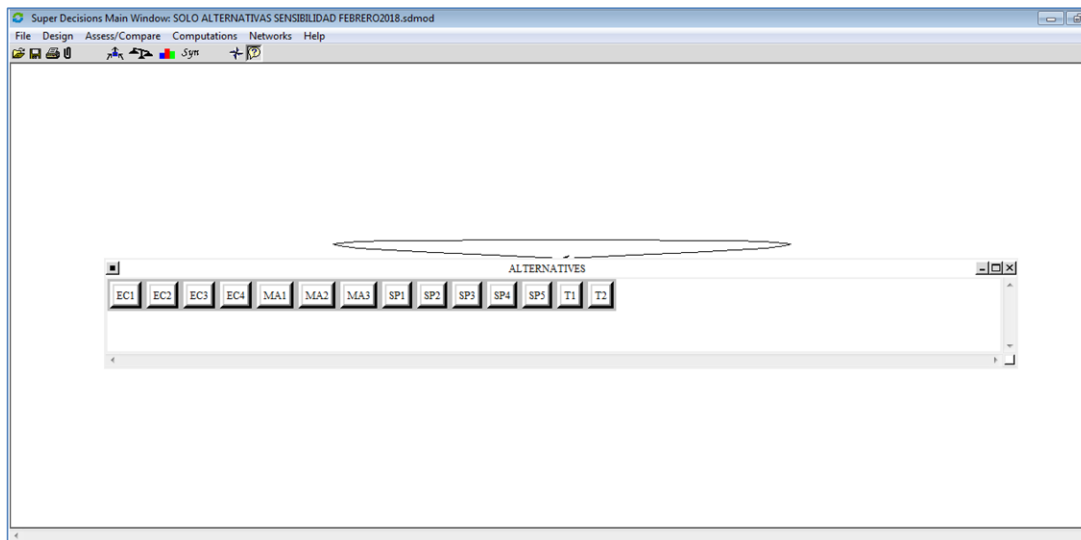 Super Decisions Main Window: SOLO ALTERNATIVAS SENSIBILIDAD FEBRERO2018.sdmod
File Design Assess/Compare Computations Networks Help
Syn
ALTERNATIVES
EC1 EC2 EC3 EC4 MA1 MA2 MA3 SP1 SP2 SP3 SP4 SP5 T1 T2